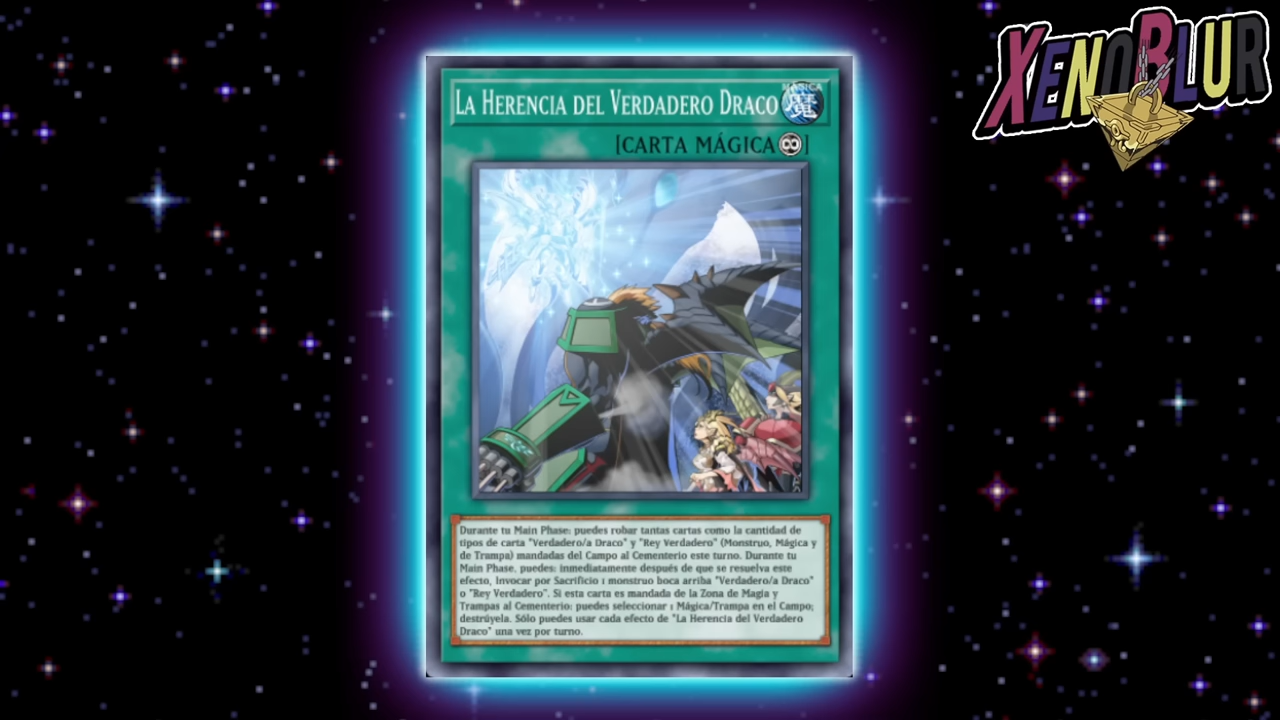 XENOBLUR
LA HERENCIA DEL VERDADERO DRACO
MÁGICA
魔
[CARTA MÁGICA ]
Durante tu Main Phase: puedes robar tantas cartas como la cantidad de
tipos de carta "Verdadero/a Draco" y "Rey Verdadero" (Monstruo, Mágica y
de Trampa) mandadas del Campo al Cementerio este turno. Durante tu
Main Phase, puedes: inmediatamente después de que se resuelva este
efecto, Invocar por Sacrificio 1 monstruo boca arriba "Verdadero/a Draco"
o "Rey Verdadero". Si esta carta es mandada de la Zona de Magia y
Trampas al Cementerio: puedes seleccionar 1 Mágica/Trampa en el Campo;
destrúyela. Sólo puedes usar cada efecto de "La Herencia del Verdadero
Draco" una vez por turno.